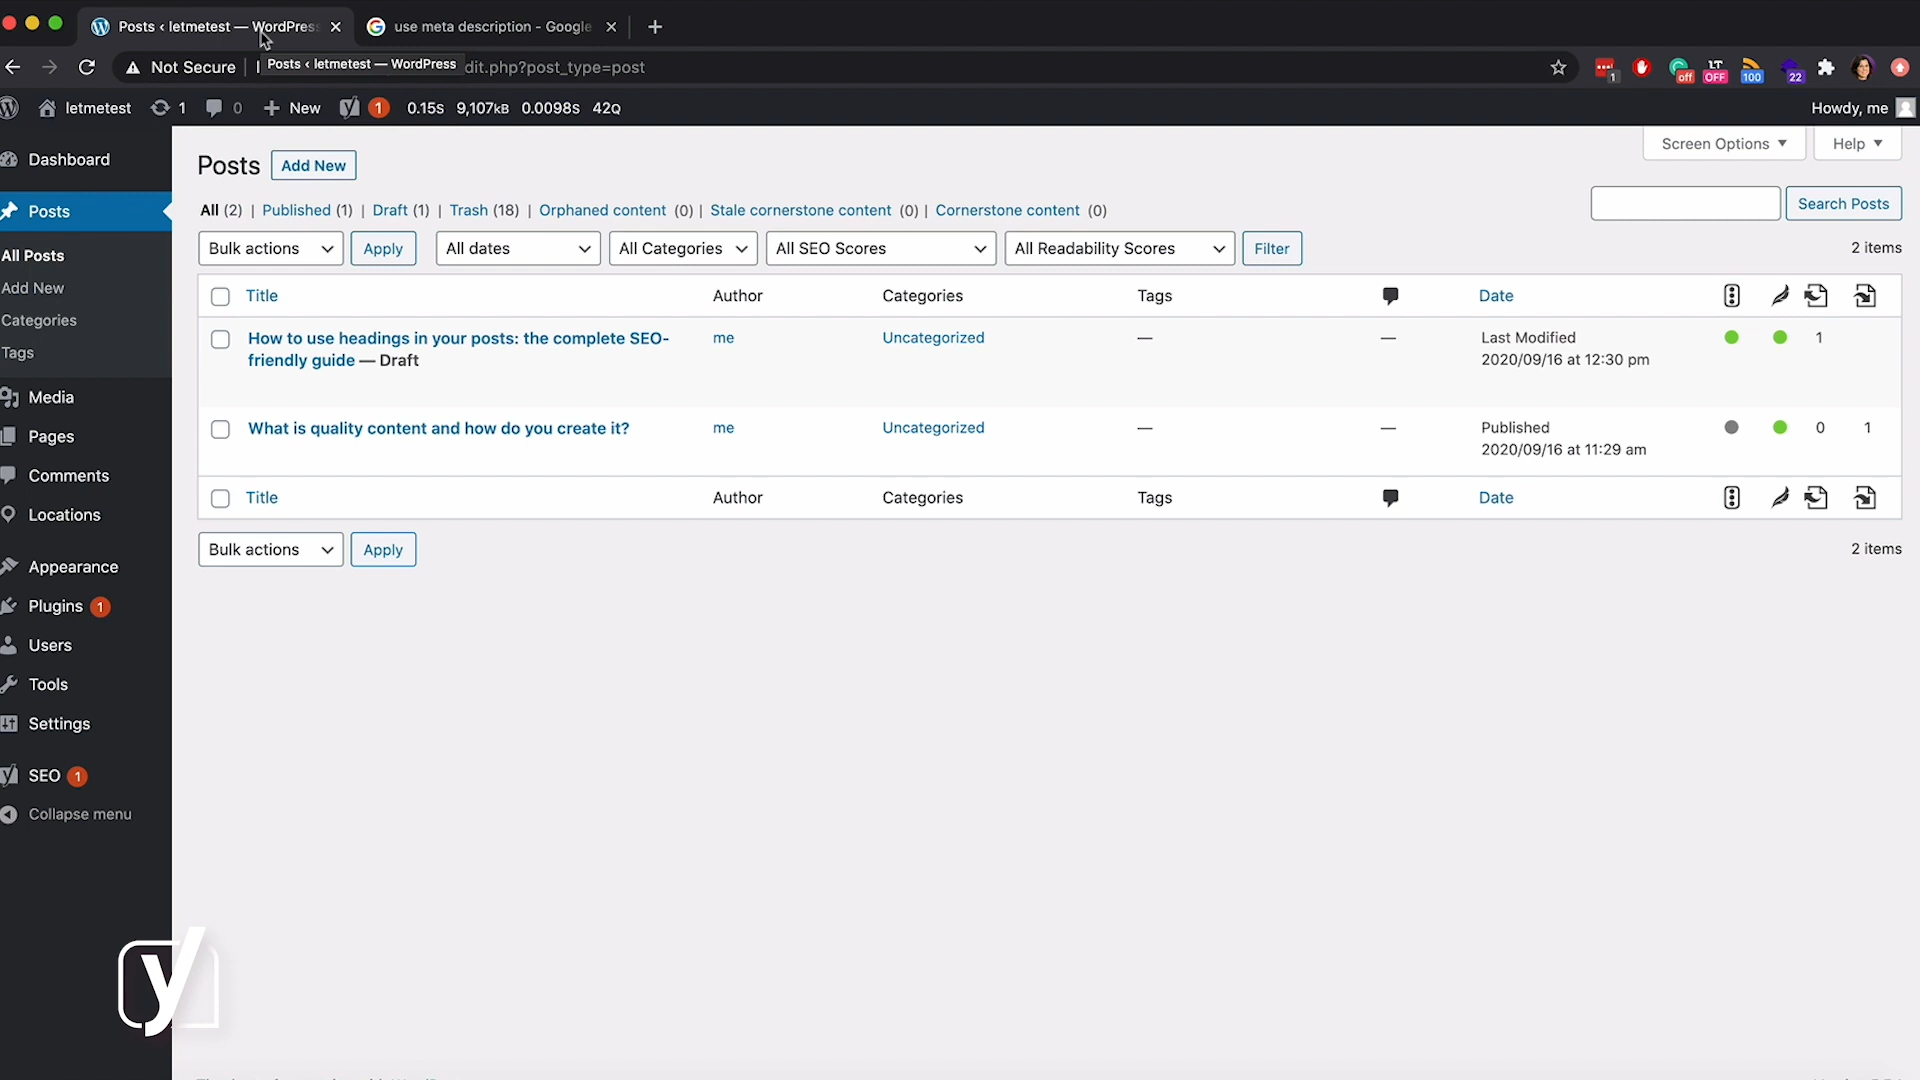 Posts ‹ letmetest — WordPress
use meta description - Google
Not Secure
Posts ‹ letmetest — WordPress
dit.php?post_type=post
1
off
LT
OFF
100
22
letmetest
1
0
New
1
0.15s 9,107kB 0.0098s 42Q
Howdy, me
Dashboard
Posts
All Posts
Add New
Categories
Tags
Media
Pages
Comments
Locations
Appearance
Plugins 1
Users
Tools
Settings
SEO 1
Collapse menu
Posts Add New
Screen Options
Help
All (2) | Published (1) | Draft (1) | Trash (18) | Orphaned content (0) | Stale cornerstone content (0) | Cornerstone content (0)
Search Posts
Bulk actions Apply All dates All Categories All SEO Scores All Readability Scores Filter
2 items
Title Author Categories Tags Date
How to use headings in your posts: the complete SEO-
friendly guide — Draft
me Uncategorized — —
Last Modified
2020/09/16 at 12:30 pm
1
What is quality content and how do you create it?
me Uncategorized — —
Published
2020/09/16 at 11:29 am
0 1
Title Author Categories Tags Date
Bulk actions Apply
2 items
y